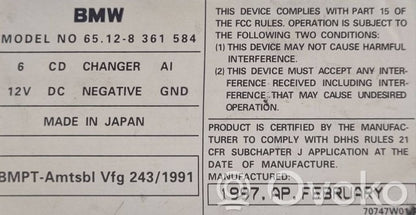 BMW
MODEL NO 65.12-8 361 584
6 CD CHANGER AI
12V DC NEGATIVE GND
MADE IN JAPAN
BMPT-Amtsbl Vfg 243/1991
THIS DEVICE COMPLIES WITH PART 15 OF
THE FCC RULES. OPERATION IS SUBJECT TO
THE FOLLOWING TWO CONDITIONS:
(1) THIS DEVICE MAY NOT CAUSE HARMFUL
INTERFERENCE.
(2) THIS DEVICE MUST ACCEPT ANY INTERFERENCE
RECEIVED INCLUDING INTER-
FERENCE THAT MAY CAUSE UNDESIRED
OPERATION.
PRODUCT IS CERTIFIED BY THE MANUFAC-
TURER TO COMPLY WITH DHHS RULES 21
CFR SUBCHAPTER J APPLICATION AT THE
DATE OF MANUFACTURE.
MANUFACTURED:
1997. AP. FEBRUARY
70747W01
Ovoko